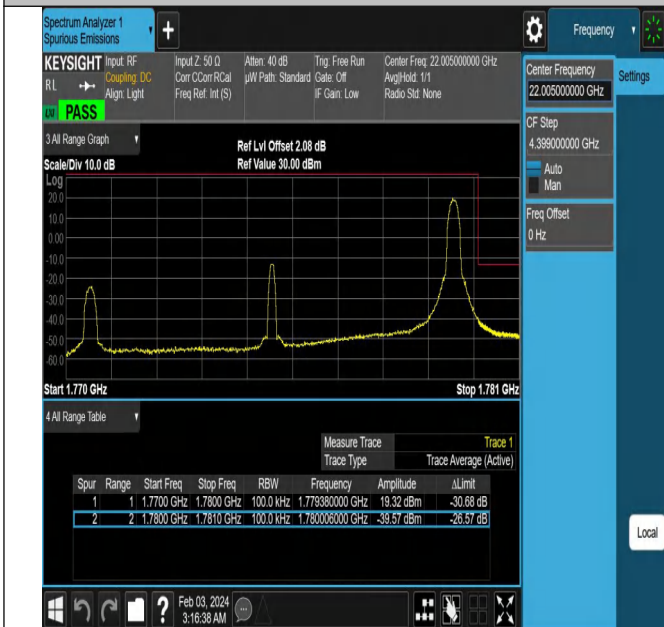 Spectrum Analyzer 1
Spurious Emissions
Frequency
KEYSIGHT
RL
Input: RF
Coupling: DC
Align: Light
Input Z: 50 Ω
Corr CCorr RCal
Freq Ref: Int (S)
Atten: 40 dB
µW Path: Standard
Trig: Free Run
Gate: Off
IF Gain: Low
Center Freq: 22.005000000 GHz
Avg|Hold: 1/1
Radio Std: None
PASS
Center Frequency
22.005000000 GHz
Settings
CF Step
4.399000000 GHz
Auto
Man
Freq Offset
0 Hz
3 All Range Graph
Ref Lvl Offset 2.08 dB
Scale/Div 10.0 dB
Ref Value 30.00 dBm
Log
20.0
10.0
0.00
-10.0
-20.0
-30.0
-40.0
-50.0
-60.0
Start 1.770 GHz
Stop 1.781 GHz
4 All Range Table
Measure Trace Trace 1
Trace Type Trace Average (Active)
Spur Range Start Freq Stop Freq RBW Frequency Amplitude ΔLimit
1 1 1.7700 GHz 1.7800 GHz 100.0 kHz 1.779380000 GHz 19.32 dBm -30.68 dB
2 2 1.7800 GHz 1.7810 GHz 100.0 kHz 1.780006000 GHz -39.57 dBm -26.57 dB
Local
Feb 03, 2024
3:16:38 AM